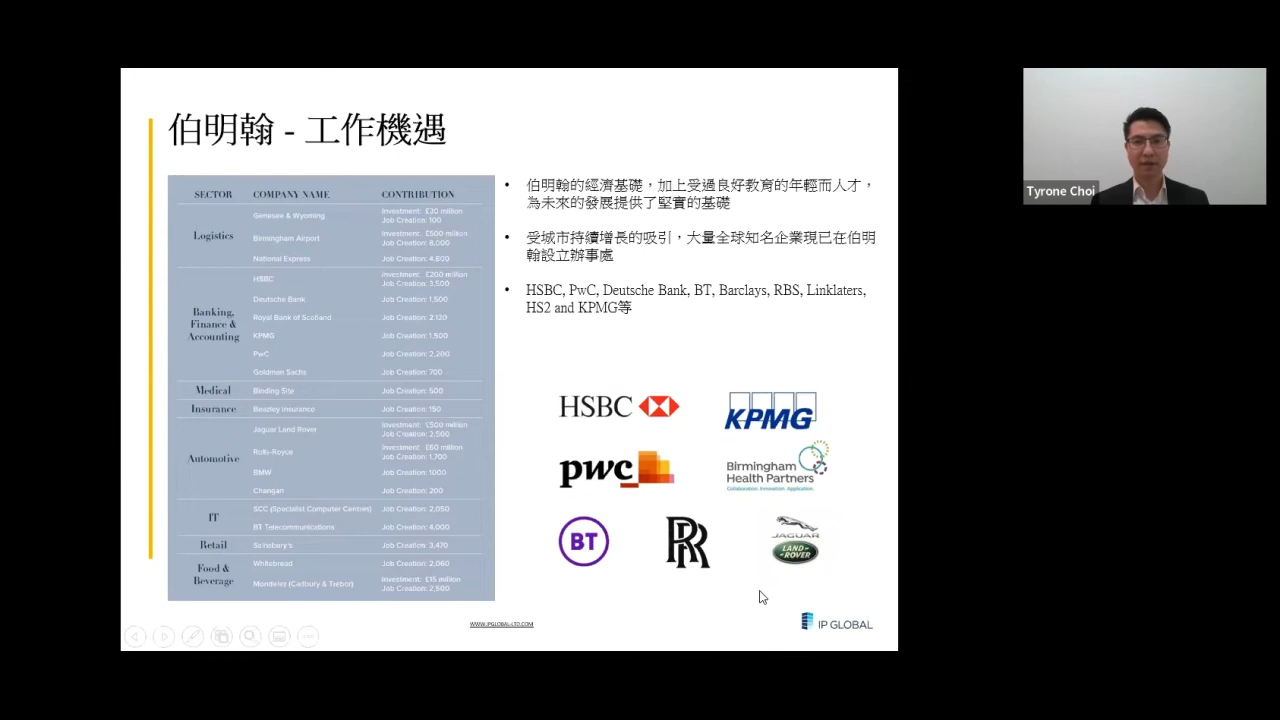 伯明翰 - 工作機遇
SECTOR COMPANY NAME CONTRIBUTION
Logistics
Genesee & Wyoming Investment: £30 million
Job Creation: 100
Birmingham Airport Investment: £500 million
Job Creation: 8,000
National Express Job Creation: 4,800
Banking,
Finance &
Accounting
HSBC Investment: £200 million
Job Creation: 3,500
Deutsche Bank Job Creation: 1,500
Royal Bank of Scotland Job Creation: 2,120
KPMG Job Creation: 1,500
PwC Job Creation: 2,200
Goldman Sachs Job Creation: 700
Medical Binding Site Job Creation: 500
Insurance Beazley Insurance Job Creation: 150
Automotive
Jaguar Land Rover Investment: £500 million
Job Creation: 2,500
Rolls-Royce Investment: £60 million
Job Creation: 1,700
BMW Job Creation: 1000
Changan Job Creation: 200
IT
SCC (Specialist Computer Centres) Job Creation: 2,050
BT Telecommunications Job Creation: 4,000
Retail Sainsbury's Job Creation: 3,470
Food &
Beverage
Whitebread Job Creation: 2,060
Mondelez (Cadbury & Trebor) Investment: £15 million
Job Creation: 2,500
• 伯明翰的經濟基礎，加上受過良好教育的年輕而人才，
為未來的發展提供了堅實的基礎
• 受城市持續增長的吸引，大量全球知名企業現已在伯明
翰設立辦事處
• HSBC, PwC, Deutsche Bank, BT, Barclays, RBS, Linklaters,
HS2 and KPMG等
HSBC
KPMG
pwc
Birmingham
Health Partners
Collaboration. Innovation. Application.
BT
RR
JAGUAR
LAND ROVER
WWW.IPGLOBAL-LTD.COM
IP GLOBAL
Tyrone Choi